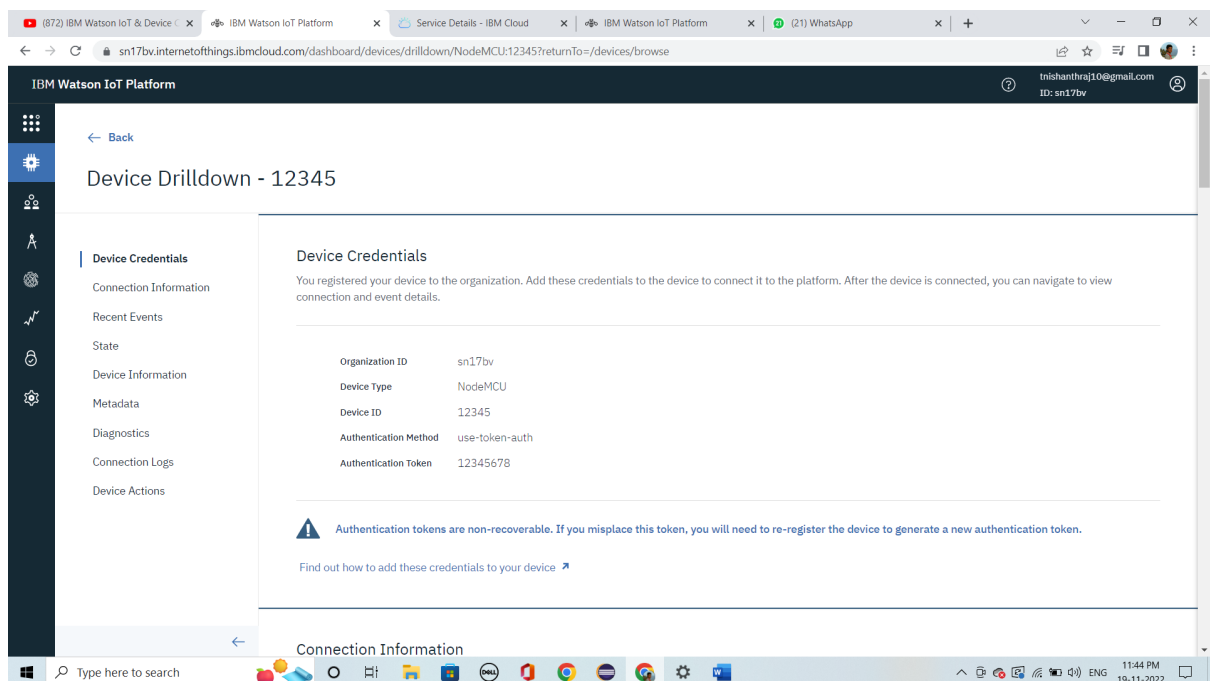 (872) IBM Watson IoT & Device C
IBM Watson IoT Platform
Service Details - IBM Cloud
IBM Watson IoT Platform
(21) WhatsApp
sn17bv.internetofthings.ibmcloud.com/dashboard/devices/drilldown/NodeMCU:12345?returnTo=/devices/browse
IBM Watson IoT Platform
tnishanthraj10@gmail.com
ID: sn17bv
Back
Device Drilldown - 12345
Device Credentials
Connection Information
Recent Events
State
Device Information
Metadata
Diagnostics
Connection Logs
Device Actions
Device Credentials
You registered your device to the organization. Add these credentials to the device to connect it to the platform. After the device is connected, you can navigate to view
connection and event details.
Organization ID sn17bv
Device Type NodeMCU
Device ID 12345
Authentication Method use-token-auth
Authentication Token 12345678
Authentication tokens are non-recoverable. If you misplace this token, you will need to re-register the device to generate a new authentication token.
Find out how to add these credentials to your device
Connection Information
Type here to search
DELL
ENG
11:44 PM
19-11-2022